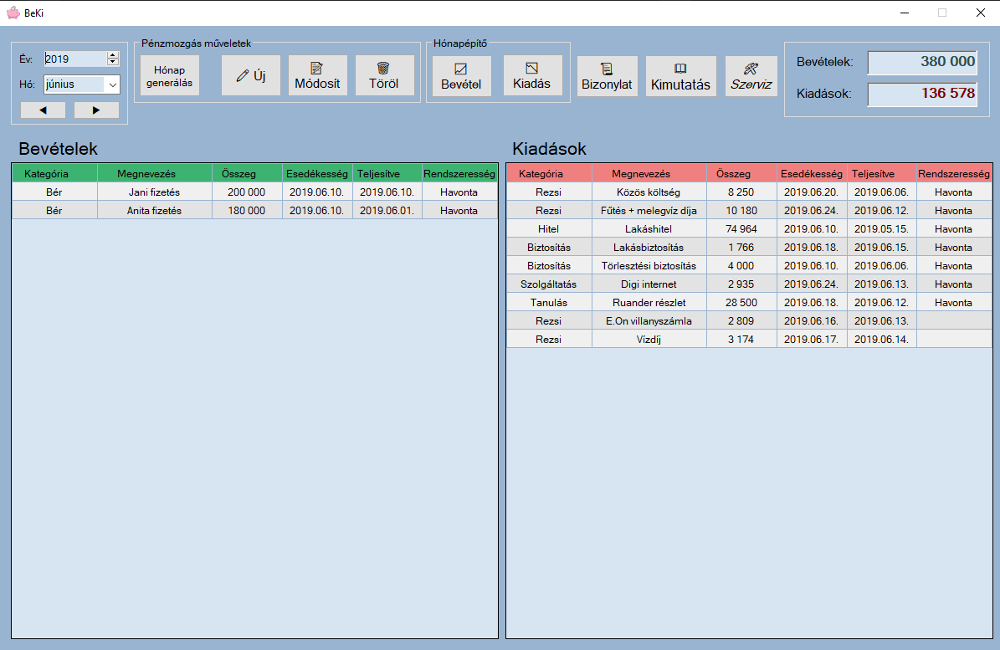 BeKi
Pénzmozgás műveletek
Hónapépítő
Év: 2019
Hó: június
Hónap
generálás
Új
Módosít
Töröl
Bevétel
Kiadás
Bizonylat
Kimutatás
Szerviz
Bevételek: 380 000
Kiadások: 136 578
Bevételek
Kategória Megnevezés Összeg Esedékesség Teljesítve Rendszeresség
Bér Jani fizetés 200 000 2019.06.10. 2019.06.10. Havonta
Bér Anita fizetés 180 000 2019.06.10. 2019.06.01. Havonta
Kiadások
Kategória Megnevezés Összeg Esedékesség Teljesítve Rendszeresség
Rezsi Közös költség 8 250 2019.06.20. 2019.06.06. Havonta
Rezsi Fűtés + melegvíz díja 10 180 2019.06.24. 2019.06.12. Havonta
Hitel Lakáshitel 74 964 2019.06.10. 2019.05.15. Havonta
Biztosítás Lakásbiztosítás 1 766 2019.06.18. 2019.06.15. Havonta
Biztosítás Törlesztési biztosítás 4 000 2019.06.10. 2019.06.06. Havonta
Szolgáltatás Digi internet 2 935 2019.06.24. 2019.06.13. Havonta
Tanulás Ruander részlet 28 500 2019.06.18. 2019.06.12. Havonta
Rezsi E.On villanyszámla 2 809 2019.06.16. 2019.06.13.
Rezsi Vízdíj 3 174 2019.06.17. 2019.06.14.